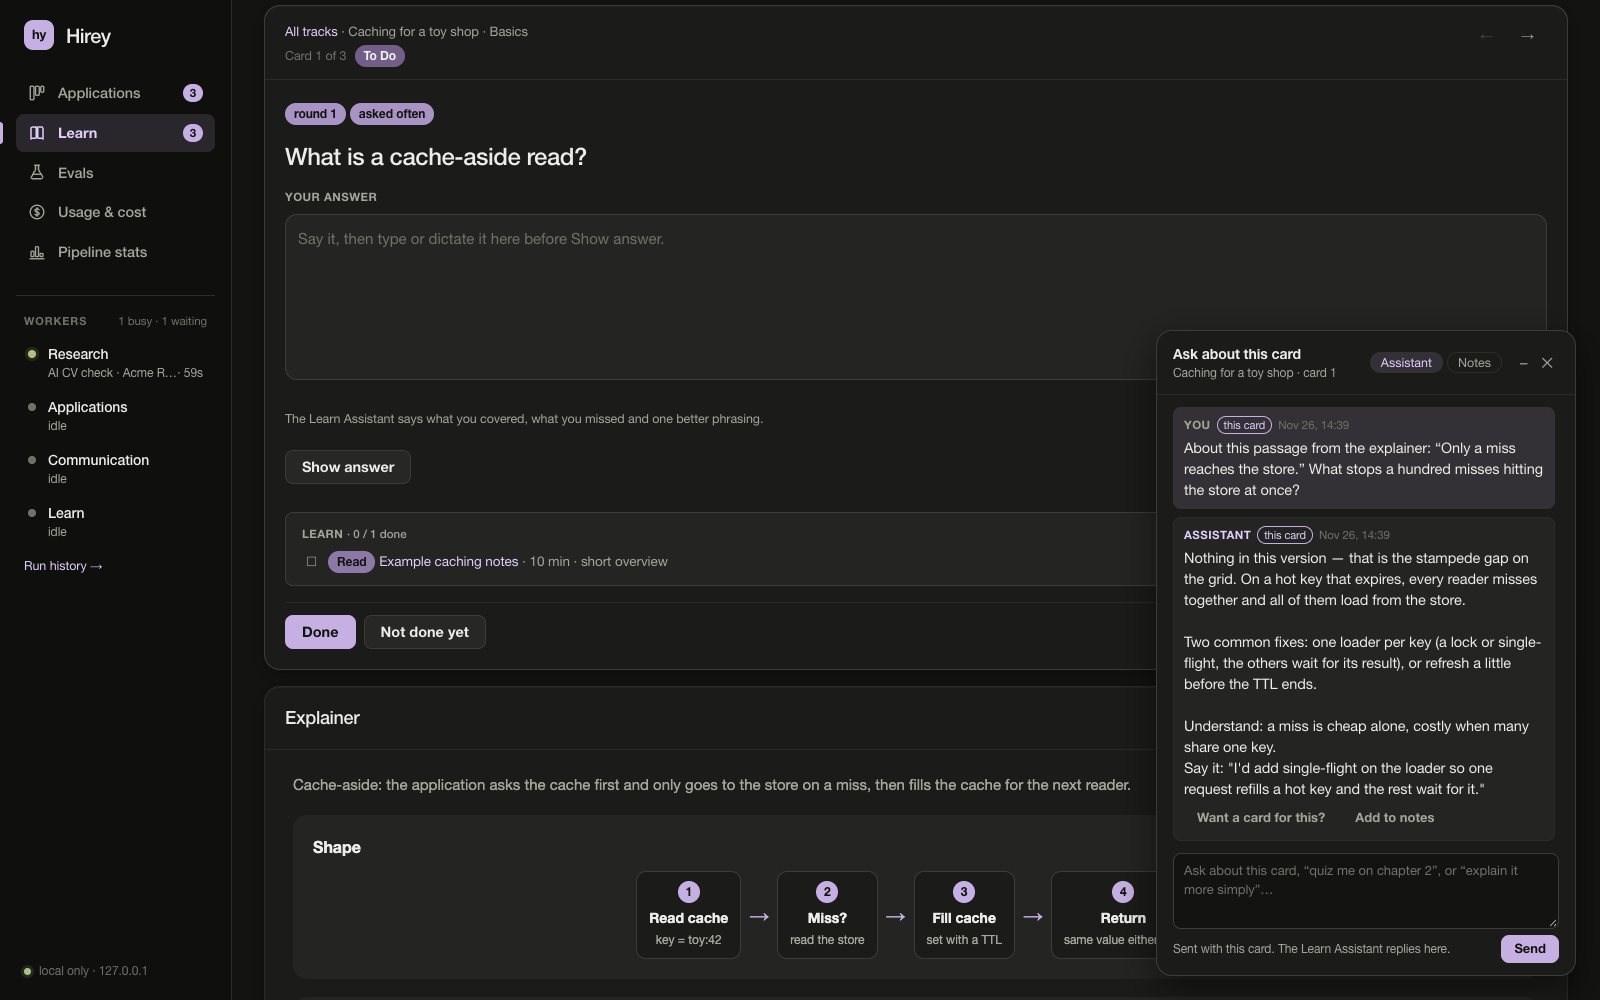 hy Hirey
Applications 3
Learn 3
Evals
Usage & cost
Pipeline stats
WORKERS 1 busy · 1 waiting
Research
AI CV check · Acme R… · 59s
Applications
idle
Communication
idle
Learn
idle
Run history →
local only · 127.0.0.1
All tracks · Caching for a toy shop · Basics
Card 1 of 3 To Do
← →
round 1 asked often
What is a cache-aside read?
YOUR ANSWER
Say it, then type or dictate it here before Show answer.
The Learn Assistant says what you covered, what you missed and one better phrasing.
Show answer
LEARN · 0 / 1 done
Read Example caching notes · 10 min · short overview
Done Not done yet
Explainer
Cache-aside: the application asks the cache first and only goes to the store on a miss, then fills the cache for the next reader.
Shape
1 → 2 → 3 → 4
Read cache Miss? Fill cache Return
key = toy:42 read the store set with a TTL same value either
Ask about this card
Caching for a toy shop · card 1
Assistant Notes – ×
YOU this card Nov 26, 14:39
About this passage from the explainer: “Only a miss
reaches the store.” What stops a hundred misses hitting
the store at once?
ASSISTANT this card Nov 26, 14:39
Nothing in this version — that is the stampede gap on
the grid. On a hot key that expires, every reader misses
together and all of them load from the store.
Two common fixes: one loader per key (a lock or single-
flight, the others wait for its result), or refresh a little
before the TTL ends.
Understand: a miss is cheap alone, costly when many
share one key.
Say it: "I'd add single-flight on the loader so one
request refills a hot key and the rest wait for it."
Want a card for this? Add to notes
Ask about this card, “quiz me on chapter 2”, or “explain it
more simply”…
Sent with this card. The Learn Assistant replies here.
Send